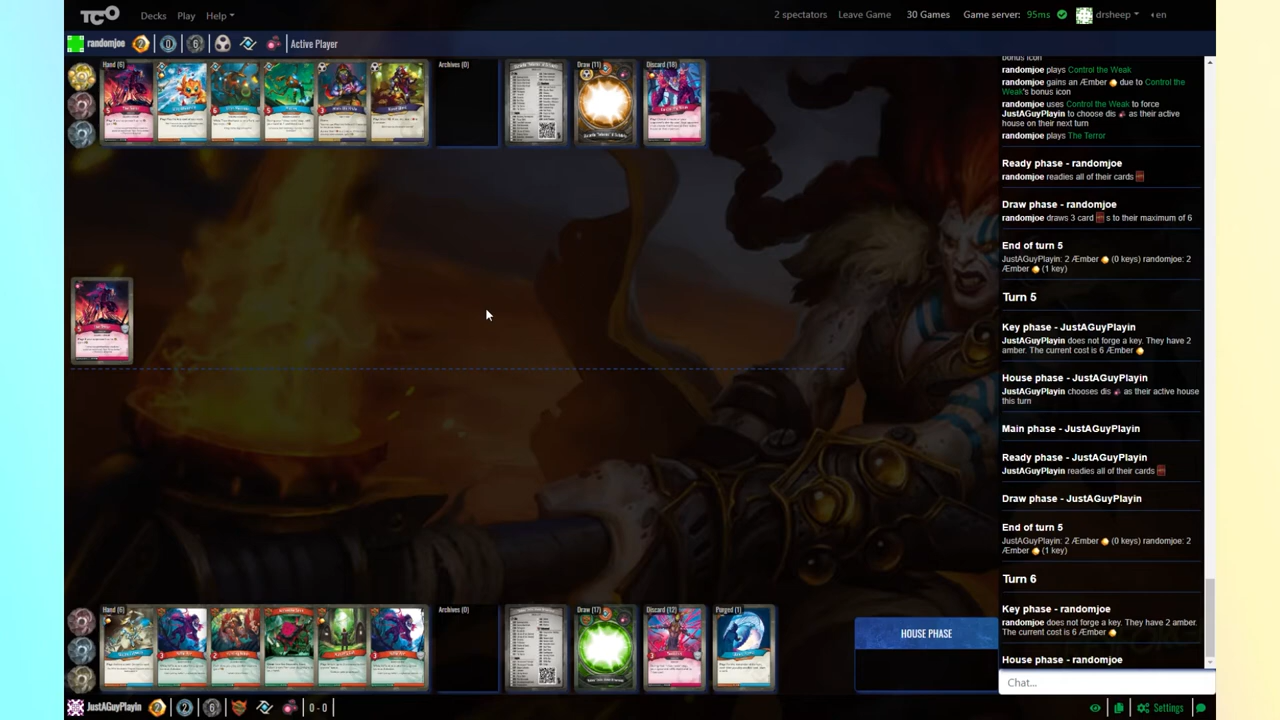 TCO
Decks Play Help
2 spectators Leave Game 30 Games Game server: 95ms drsheep en
randomjoe 2 0 6 Active Player
Hand (6)
Archives (0)
Draw (11)
Discard (18)
bonus icon
randomjoe plays Control the Weak
randomjoe gains an Æmber due to Control the
Weak's bonus icon
randomjoe uses Control the Weak to force
JustAGuyPlayin to choose dis as their active
house on their next turn
randomjoe plays The Terror
Ready phase - randomjoe
randomjoe readies all of their cards
Draw phase - randomjoe
randomjoe draws 3 card s to their maximum of 6
End of turn 5
JustAGuyPlayin: 2 Æmber (0 keys) randomjoe: 2
Æmber (1 key)
Turn 5
Key phase - JustAGuyPlayin
JustAGuyPlayin does not forge a key. They have 2
amber. The current cost is 6 Æmber
House phase - JustAGuyPlayin
JustAGuyPlayin chooses dis as their active house
this turn
Main phase - JustAGuyPlayin
Ready phase - JustAGuyPlayin
JustAGuyPlayin readies all of their cards
Draw phase - JustAGuyPlayin
End of turn 5
JustAGuyPlayin: 2 Æmber (0 keys) randomjoe: 2
Æmber (1 key)
Turn 6
Key phase - randomjoe
randomjoe does not forge a key. They have 2 amber.
The current cost is 6 Æmber
House phase - randomjoe
Hand (6)
Archives (0)
Draw (17)
Discard (12)
Purged (1)
HOUSE PHASE
Chat...
JustAGuyPlayin 2 2 6 0 - 0
Settings